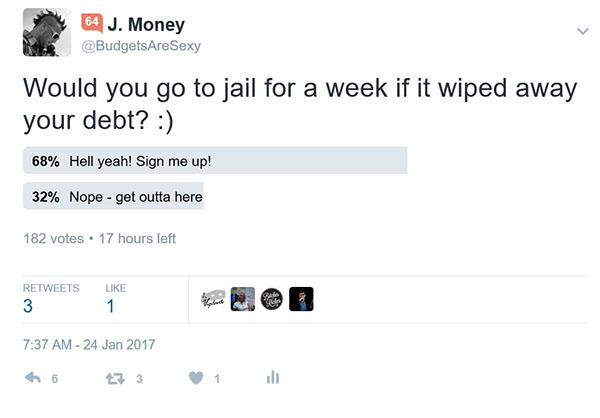 64 J. Money
@BudgetsAreSexy
Would you go to jail for a week if it wiped away
your debt? :)
68% Hell yeah! Sign me up!
32% Nope - get outta here
182 votes • 17 hours left
RETWEETS LIKE
3 1
7:37 AM - 24 Jan 2017
6 3 1